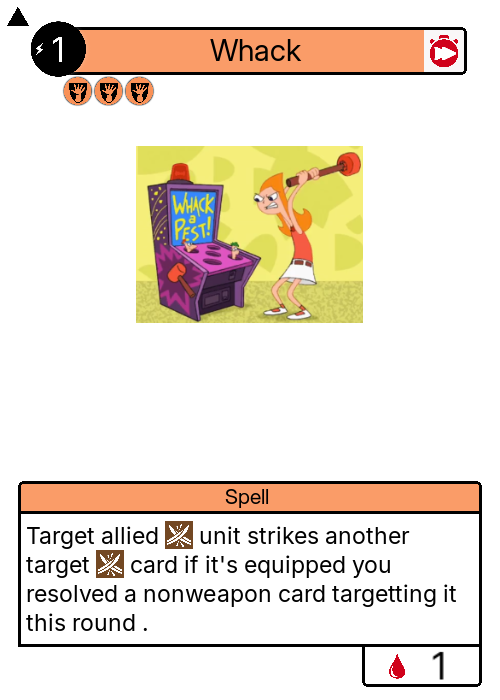 1 Whack
WHACK
a
PEST!
Spell
Target allied unit strikes another
target card if it's equipped you
resolved a nonweapon card targetting it
this round .
1